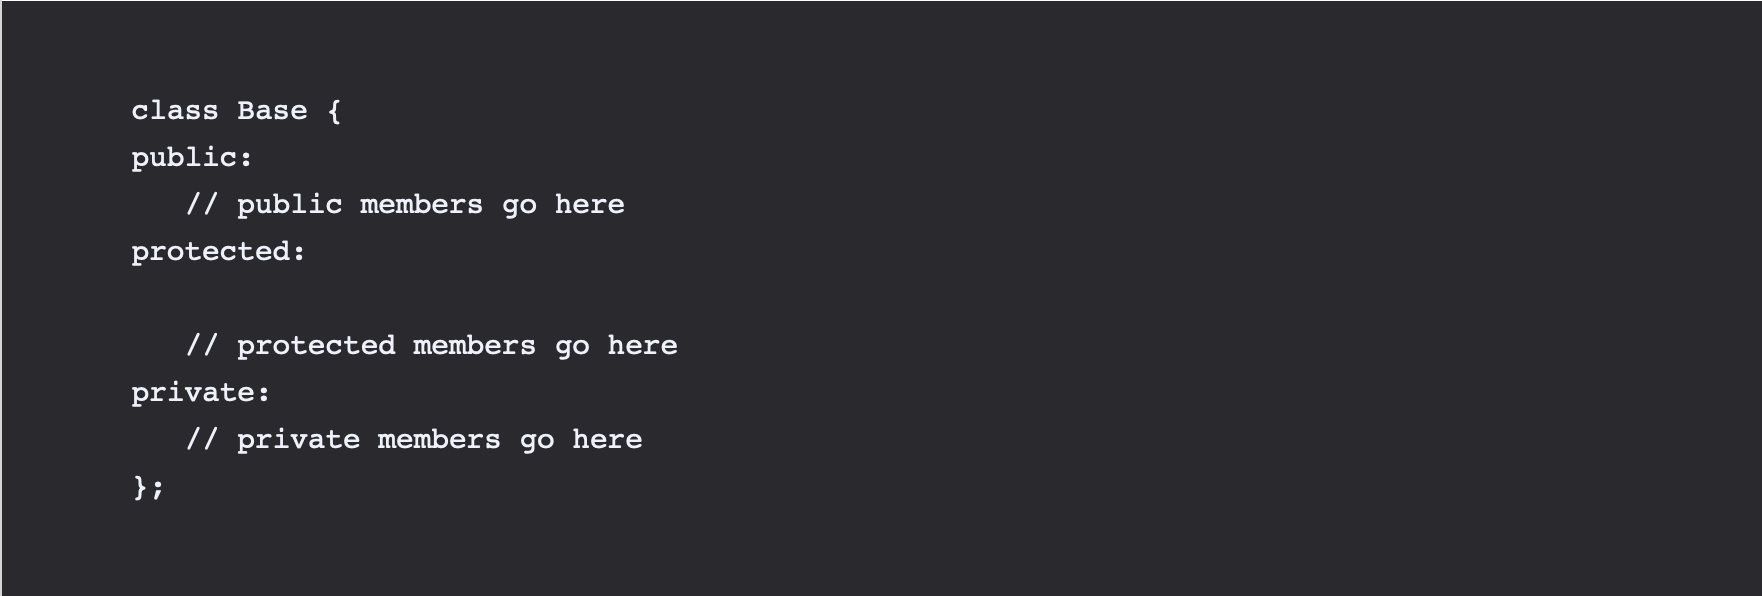 class Base {
public:
   // public members go here
protected:
   // protected members go here
private:
   // private members go here
};